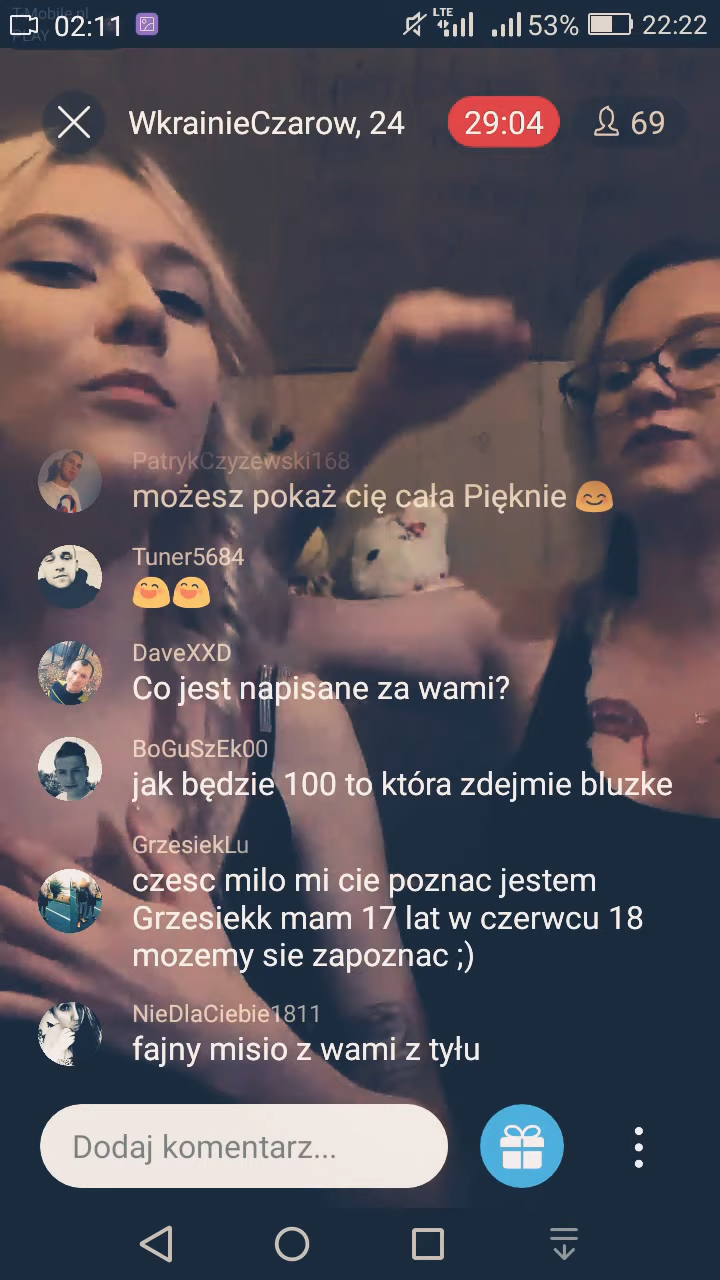 T-Mobile.pl
02:11
LTE
53%
22:22
PLAY
WkrainieCzarow, 24
29:04
69
PatrykCzyzewski168
możesz pokaż cię cała Pięknie 😊
Tuner5684
😄😄
DaveXXD
Co jest napisane za wami?
BoGuSzEk00
jak będzie 100 to która zdejmie bluzke
GrzesiekLu
czesc milo mi cie poznac jestem
Grzesiekk mam 17 lat w czerwcu 18
mozemy sie zapoznac ;)
NieDlaCiebie1811
fajny misio z wami z tyłu
Dodaj komentarz...